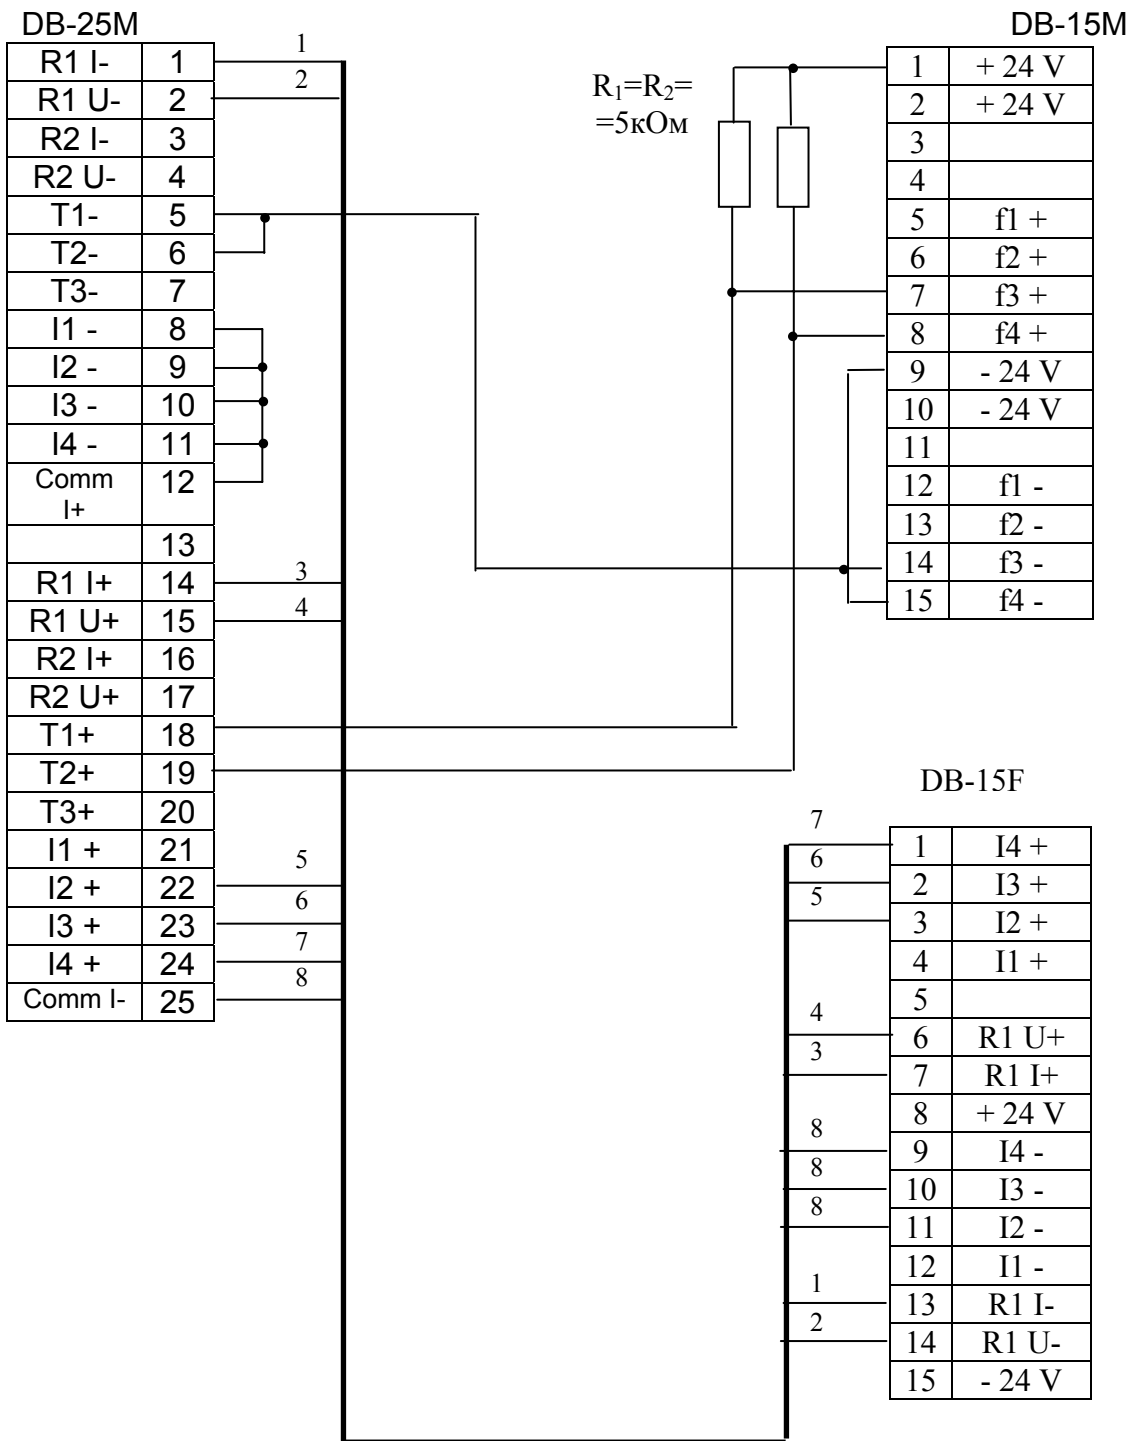 DB-25M
R1 I- 1
R1 U- 2
R2 I- 3
R2 U- 4
T1- 5
T2- 6
T3- 7
I1 - 8
I2 - 9
I3 - 10
I4 - 11
Comm 12
I+
13
R1 I+ 14
R1 U+ 15
R2 I+ 16
R2 U+ 17
T1+ 18
T2+ 19
T3+ 20
I1 + 21
I2 + 22
I3 + 23
I4 + 24
Comm I- 25
1
2
3
4
5
6
7
8
R1=R2=
=5кОм
DB-15M
1 + 24 V
2 + 24 V
3
4
5 f1 +
6 f2 +
7 f3 +
8 f4 +
9 - 24 V
10 - 24 V
11
12 f1 -
13 f2 -
14 f3 -
15 f4 -
DB-15F
7
6
5
4
3
8
8
8
1
2
1 I4 +
2 I3 +
3 I2 +
4 I1 +
5
6 R1 U+
7 R1 I+
8 + 24 V
9 I4 -
10 I3 -
11 I2 -
12 I1 -
13 R1 I-
14 R1 U-
15 - 24 V